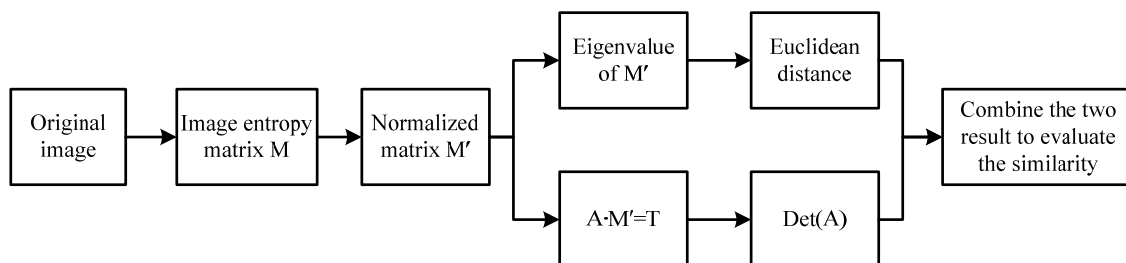 Original
image
Image entropy
matrix M
Normalized
matrix M′
Eigenvalue
of M′
Euclidean
distance
A·M′=T
Det(A)
Combine the two
result to evaluate
the similarity